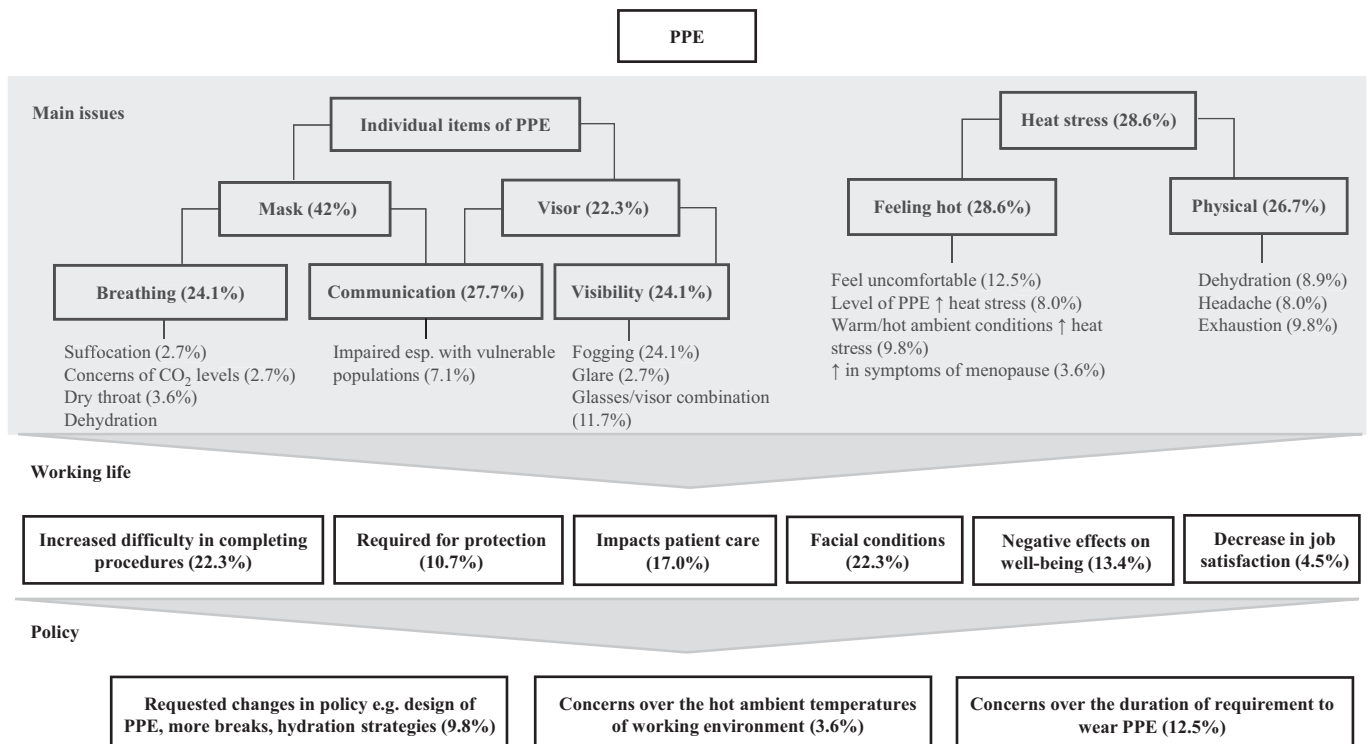 PPE
Main issues
Individual items of PPE
Heat stress (28.6%)
Mask (42%)
Visor (22.3%)
Feeling hot (28.6%)
Physical (26.7%)
Breathing (24.1%)
Communication (27.7%)
Visibility (24.1%)
Suffocation (2.7%)
Concerns of CO₂ levels (2.7%)
Dry throat (3.6%)
Dehydration
Impaired esp. with vulnerable
populations (7.1%)
Fogging (24.1%)
Glare (2.7%)
Glasses/visor combination
(11.7%)
Feel uncomfortable (12.5%)
Level of PPE ↑ heat stress (8.0%)
Warm/hot ambient conditions ↑ heat
stress (9.8%)
↑ in symptoms of menopause (3.6%)
Dehydration (8.9%)
Headache (8.0%)
Exhaustion (9.8%)
Working life
Increased difficulty in completing
procedures (22.3%)
Required for protection
(10.7%)
Impacts patient care
(17.0%)
Facial conditions
(22.3%)
Negative effects on
well-being (13.4%)
Decrease in job
satisfaction (4.5%)
Policy
Requested changes in policy e.g. design of
PPE, more breaks, hydration strategies (9.8%)
Concerns over the hot ambient temperatures
of working environment (3.6%)
Concerns over the duration of requirement to
wear PPE (12.5%)